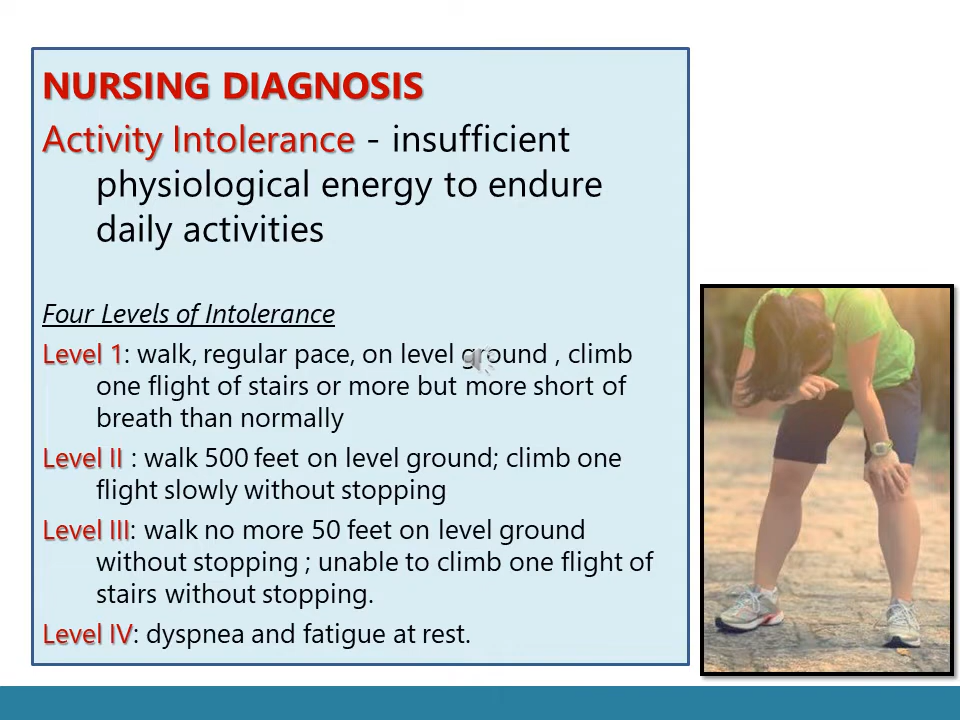 NURSING DIAGNOSIS
Activity Intolerance - insufficient
physiological energy to endure
daily activities
Four Levels of Intolerance
Level 1: walk, regular pace, on level ground , climb
one flight of stairs or more but more short of
breath than normally
Level II : walk 500 feet on level ground; climb one
flight slowly without stopping
Level III: walk no more 50 feet on level ground
without stopping ; unable to climb one flight of
stairs without stopping.
Level IV: dyspnea and fatigue at rest.